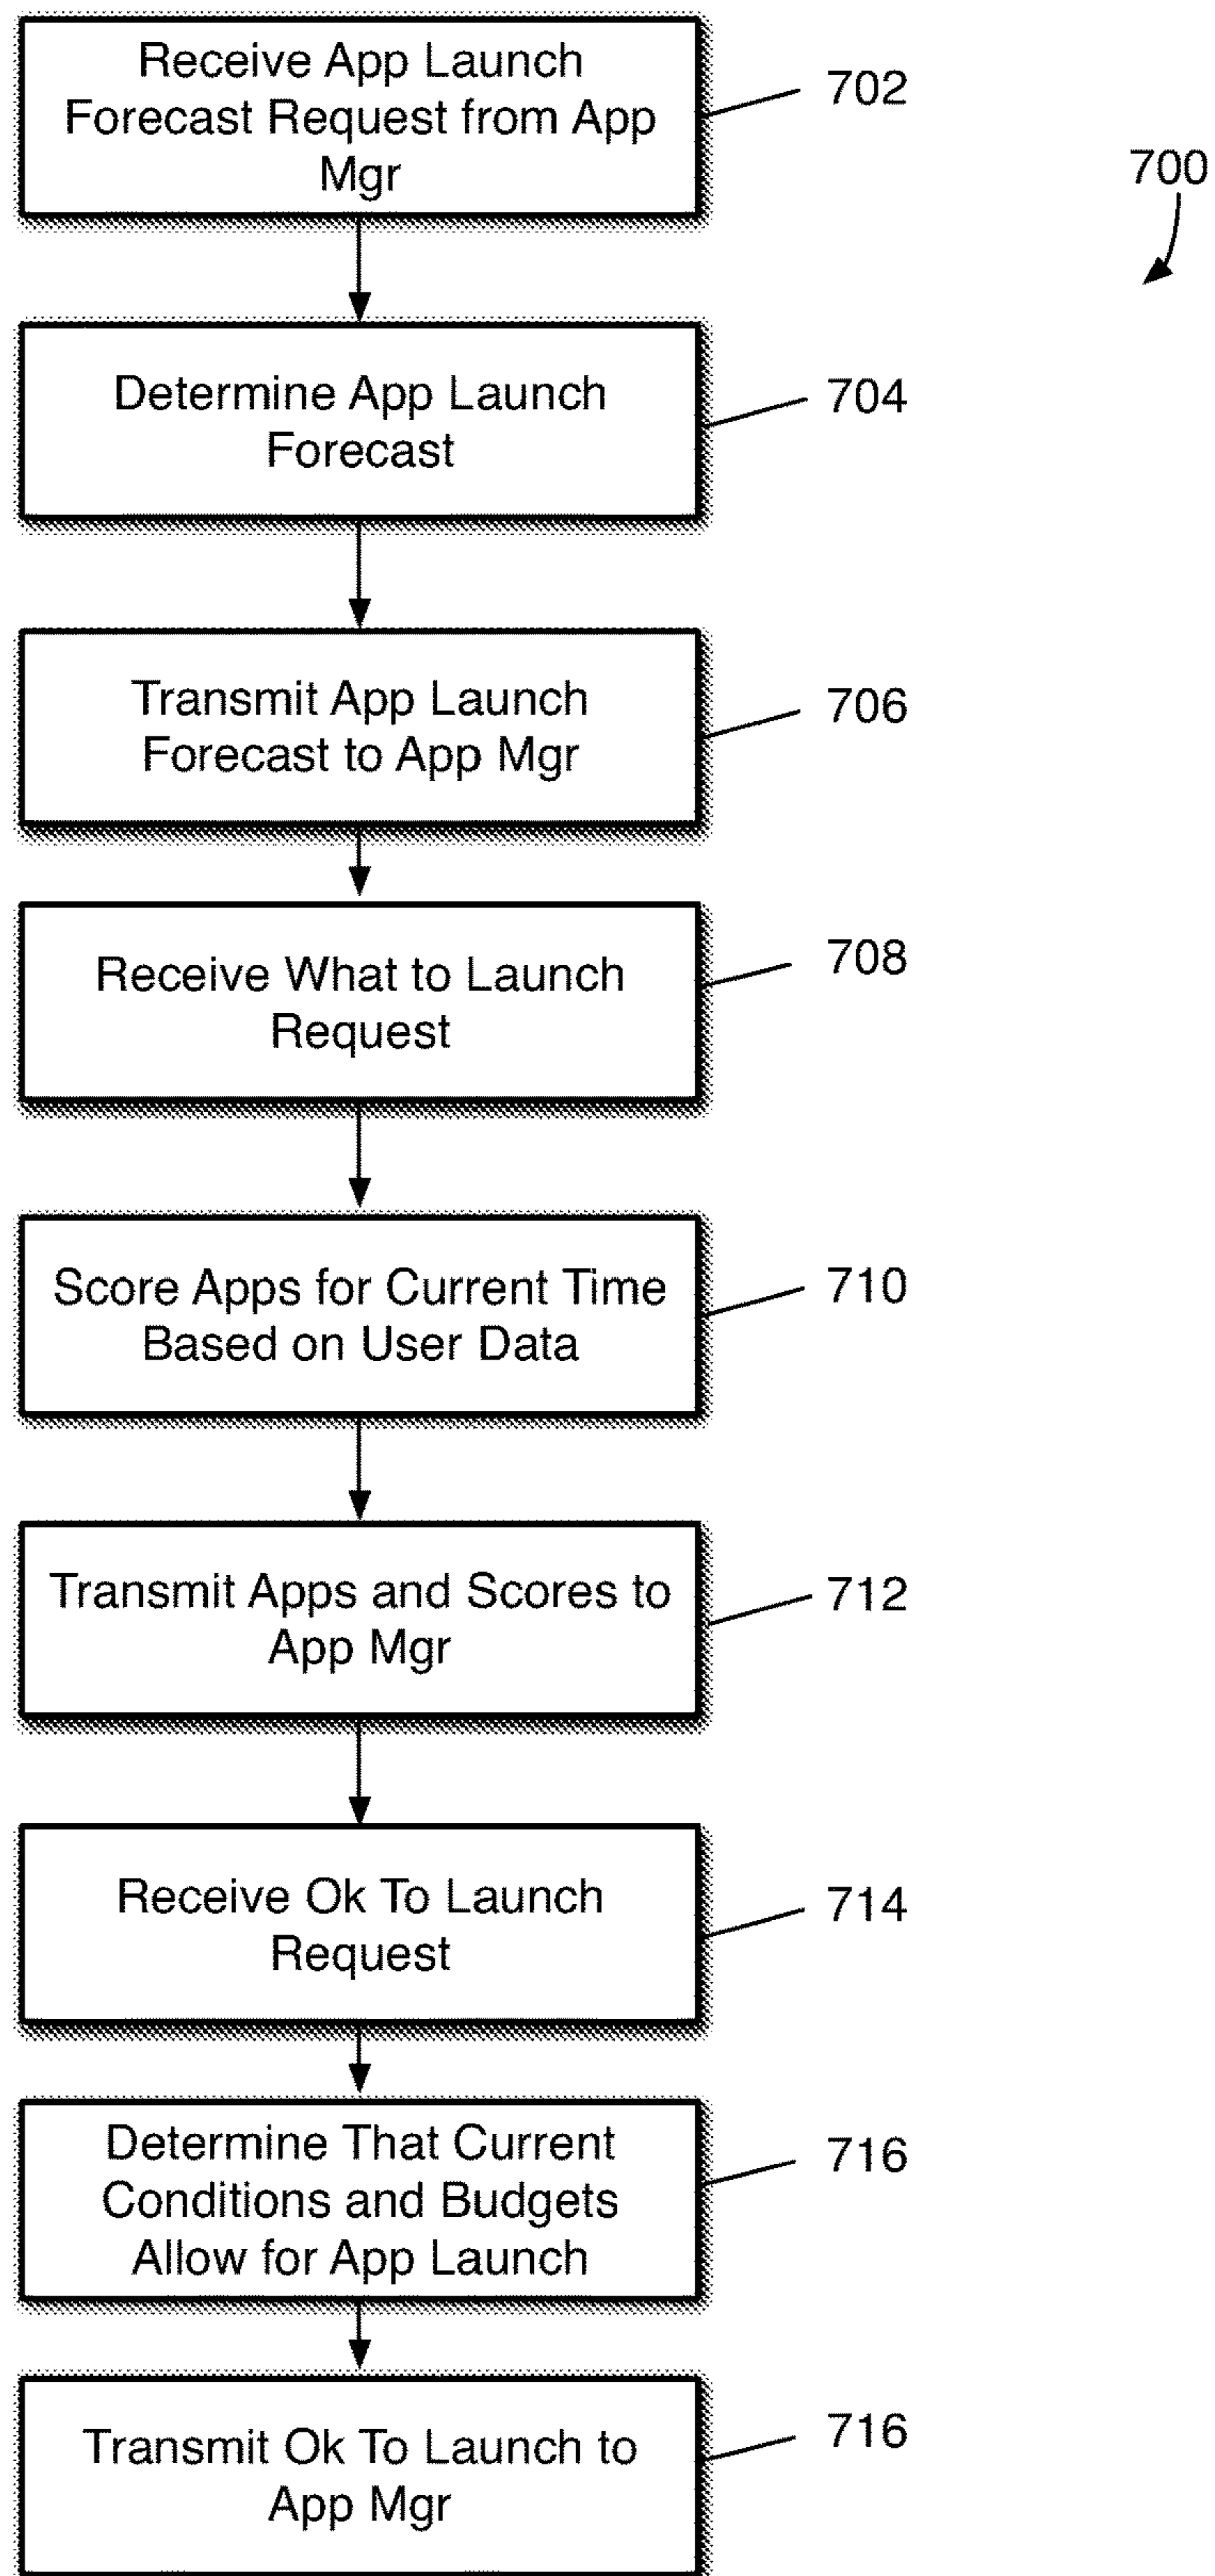 Receive App Launch
Forecast Request from App
Mgr
702
700
Determine App Launch
Forecast
704
Transmit App Launch
Forecast to App Mgr
706
Receive What to Launch
Request
708
Score Apps for Current Time
Based on User Data
710
Transmit Apps and Scores to
App Mgr
712
Receive Ok To Launch
Request
714
Determine That Current
Conditions and Budgets
Allow for App Launch
716
Transmit Ok To Launch to
App Mgr
716